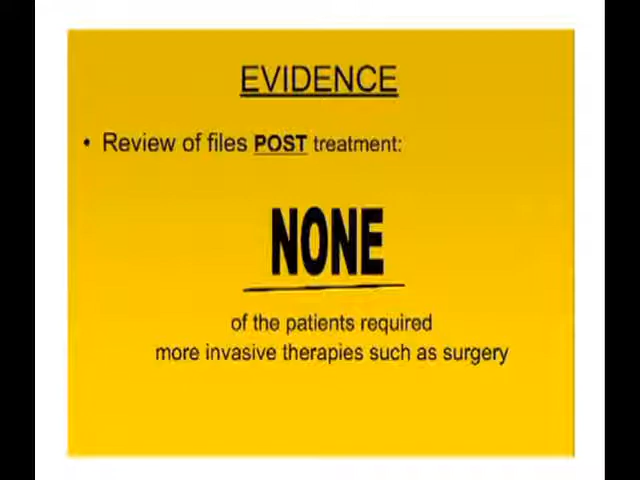 EVIDENCE
• Review of files POST treatment:
NONE
of the patients required
more invasive therapies such as surgery